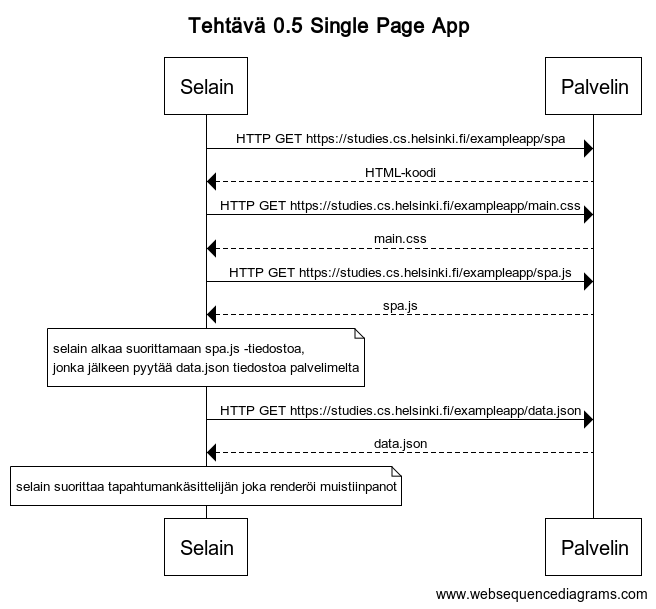 Tehtävä 0.5 Single Page App
Selain
Palvelin
HTTP GET https://studies.cs.helsinki.fi/exampleapp/spa
HTML-koodi
HTTP GET https://studies.cs.helsinki.fi/exampleapp/main.css
main.css
HTTP GET https://studies.cs.helsinki.fi/exampleapp/spa.js
spa.js
selain alkaa suorittamaan spa.js -tiedostoa,
jonka jälkeen pyytää data.json tiedostoa palvelimelta
HTTP GET https://studies.cs.helsinki.fi/exampleapp/data.json
data.json
selain suorittaa tapahtumankäsittelijän joka renderöi muistiinpanot
Selain
Palvelin
www.websequencediagrams.com